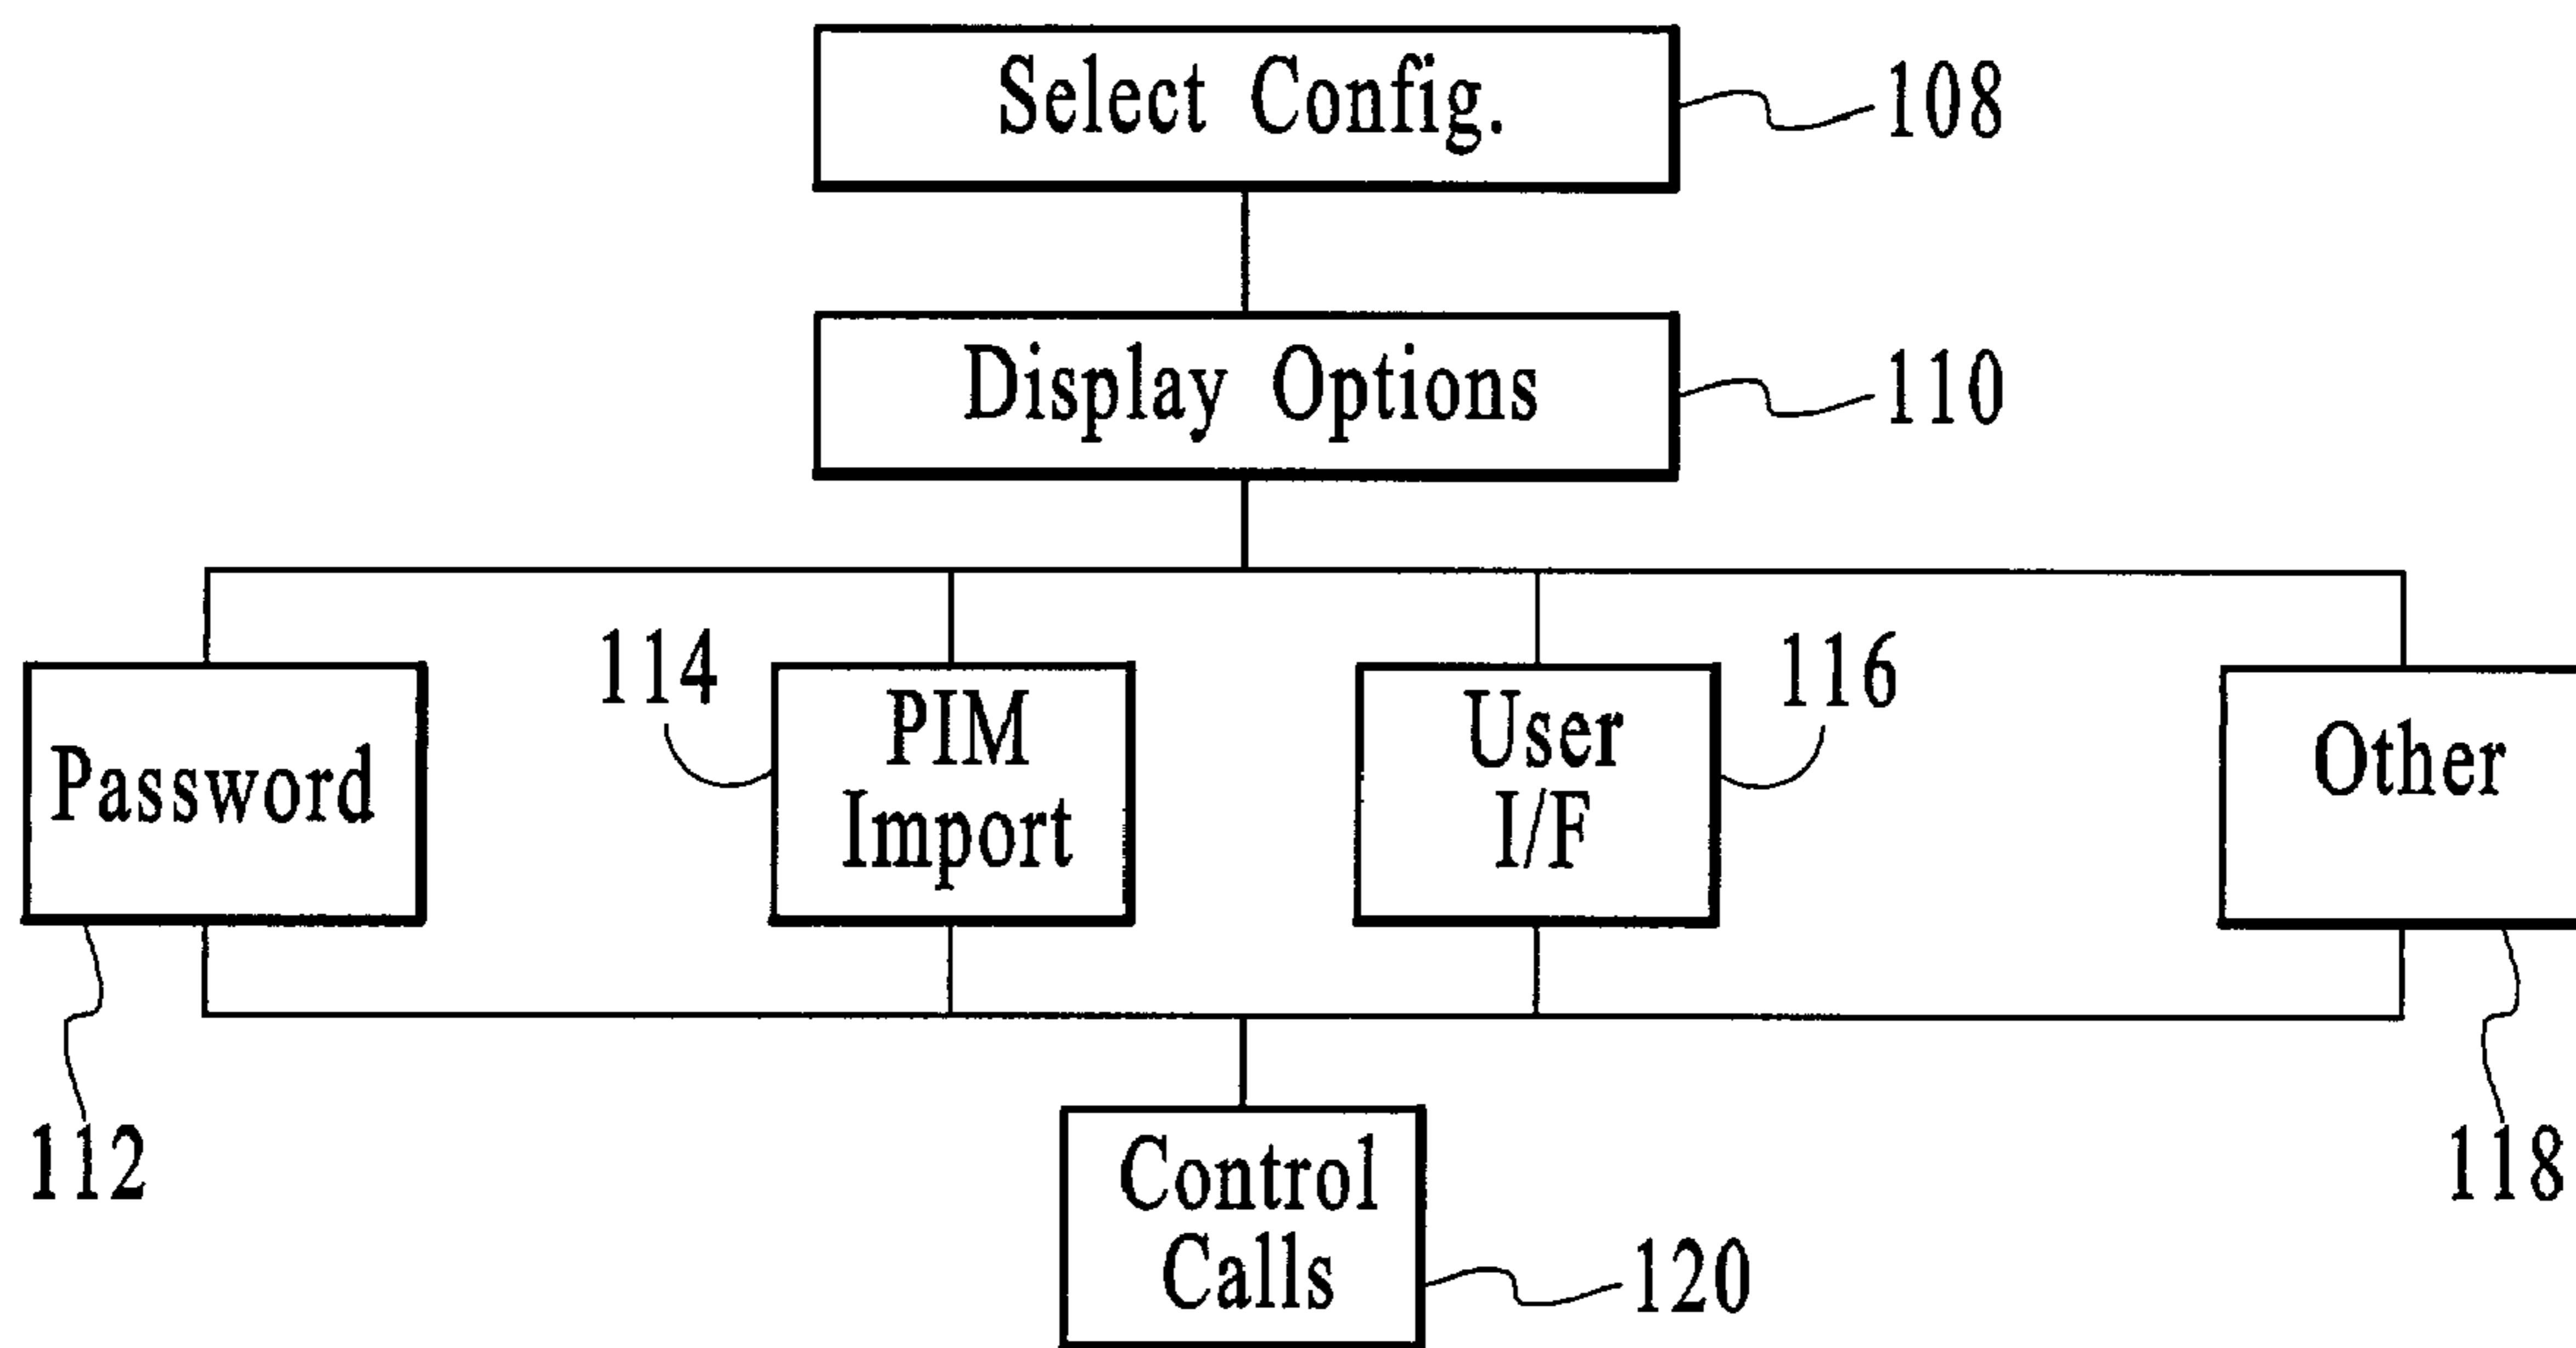 Select Config.
108
Display Options
110
114
116
Password
PIM
Import
User
I/F
Other
112
118
Control
Calls
120